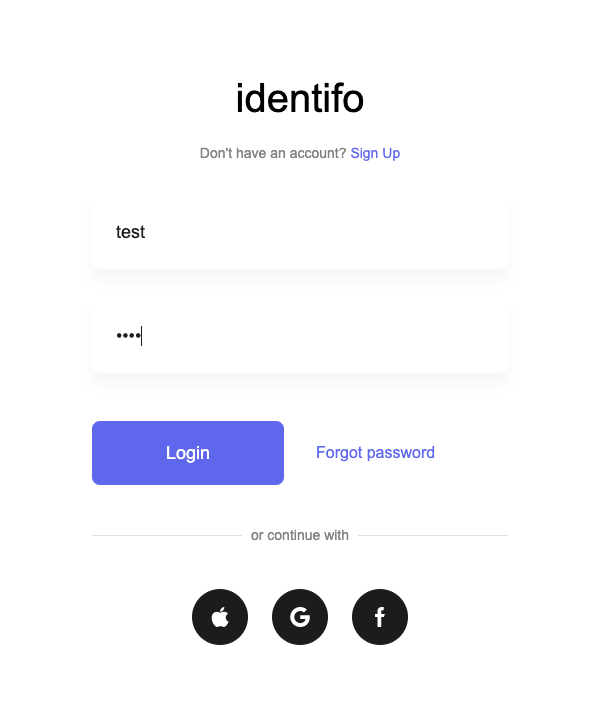 identifo
Don't have an account? Sign Up
test
••••
Login Forgot password
or continue with